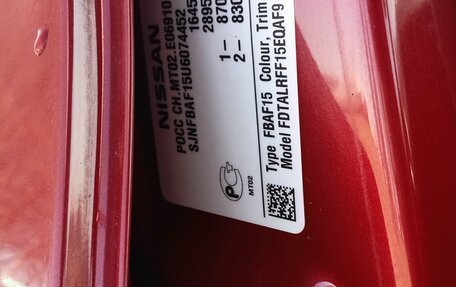 NISSAN
POCC CH.MT02.E06910
SJNFBAF15U6074452
1645
2895
1- 870
2- 830
Type FBAF15 Colour, Trim
Model FDTALRFF15EQAF9
PC
MT02